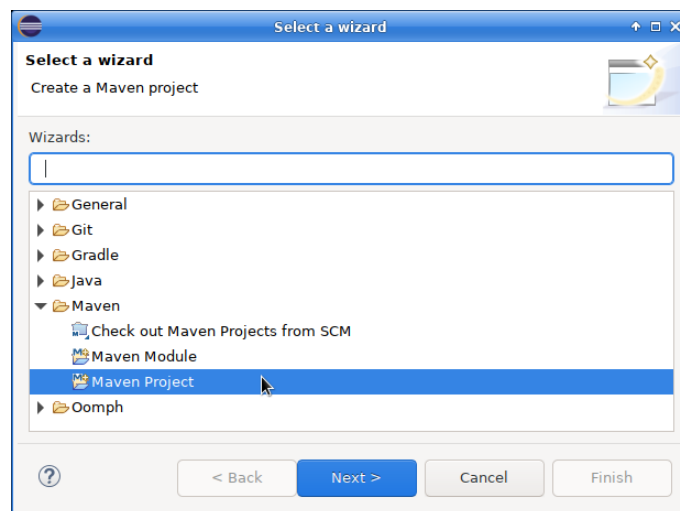 Select a wizard
Select a wizard
Create a Maven project
Wizards:
General
Git
Gradle
Java
Maven
Check out Maven Projects from SCM
Maven Module
Maven Project
Oomph
? < Back Next > Cancel Finish